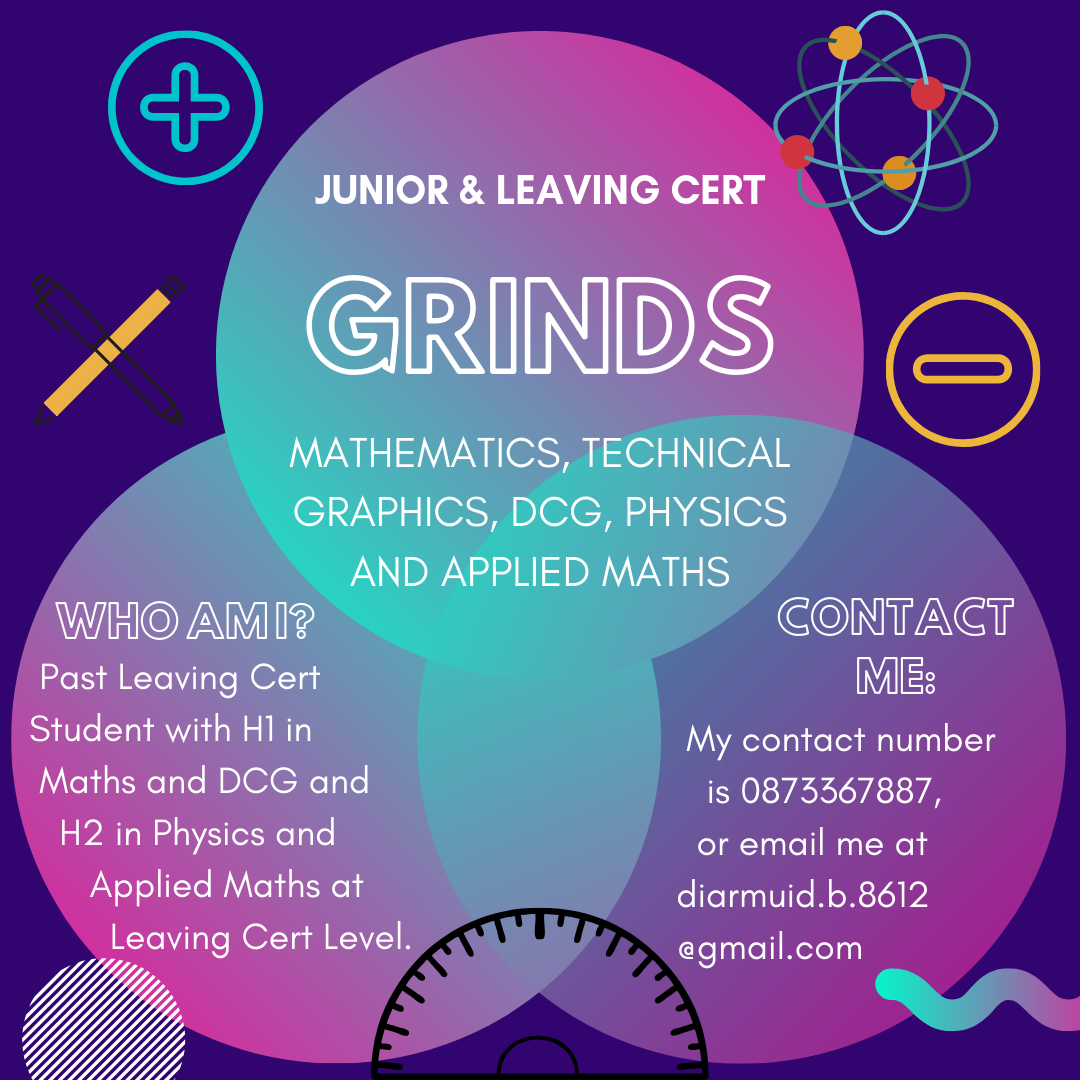 JUNIOR & LEAVING CERT
GRINDS
MATHEMATICS, TECHNICAL
GRAPHICS, DCG, PHYSICS
AND APPLIED MATHS
WHO AM I?
Past Leaving Cert
Student with H1 in
Maths and DCG and
H2 in Physics and
Applied Maths at
Leaving Cert Level.
CONTACT
ME:
My contact number
is 0873367887,
or email me at
diarmuid.b.8612
@gmail.com